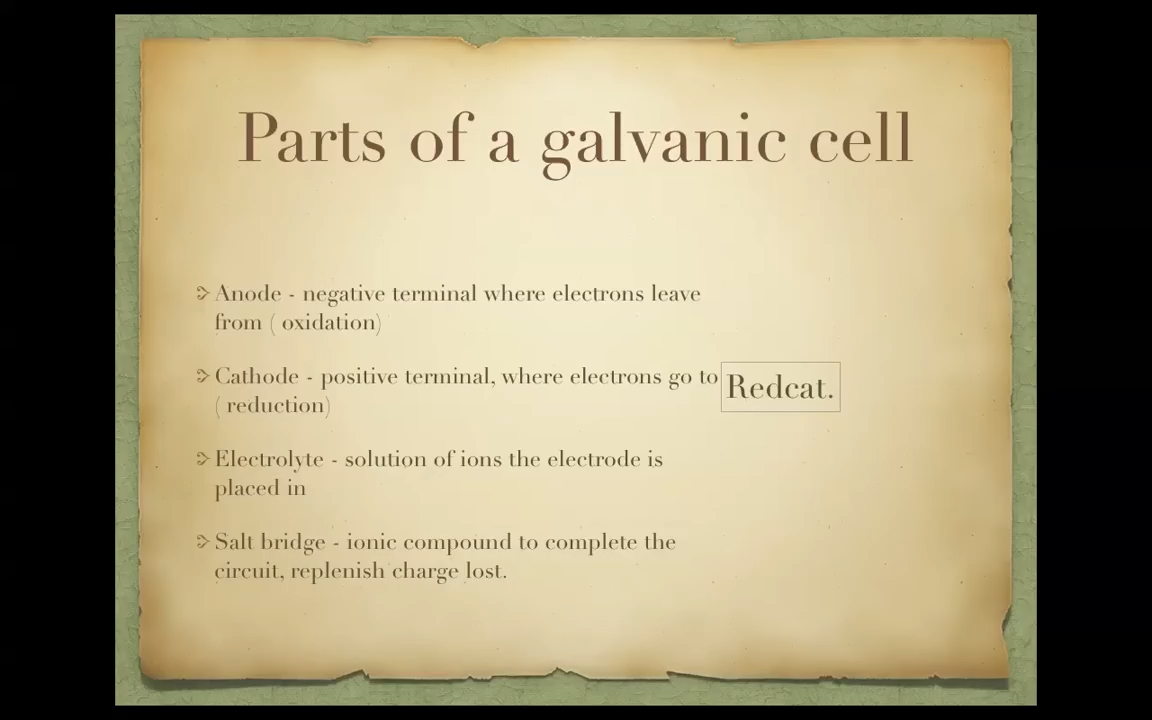 Parts of a galvanic cell
Anode - negative terminal where electrons leave
from ( oxidation)
Cathode - positive terminal, where electrons go to
( reduction)
Redcat.
Electrolyte - solution of ions the electrode is
placed in
Salt bridge - ionic compound to complete the
circuit, replenish charge lost.